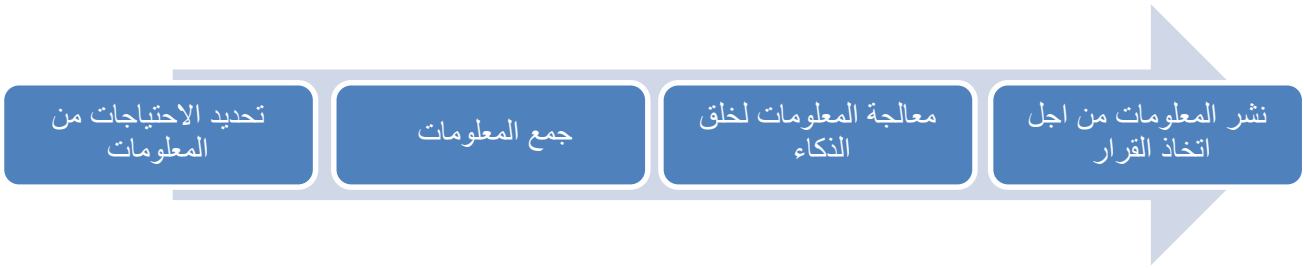 تحديد الاحتياجات من
المعلومات
جمع المعلومات
معالجة المعلومات لخلق
الذكاء
نشر المعلومات من اجل
اتخاذ القرار